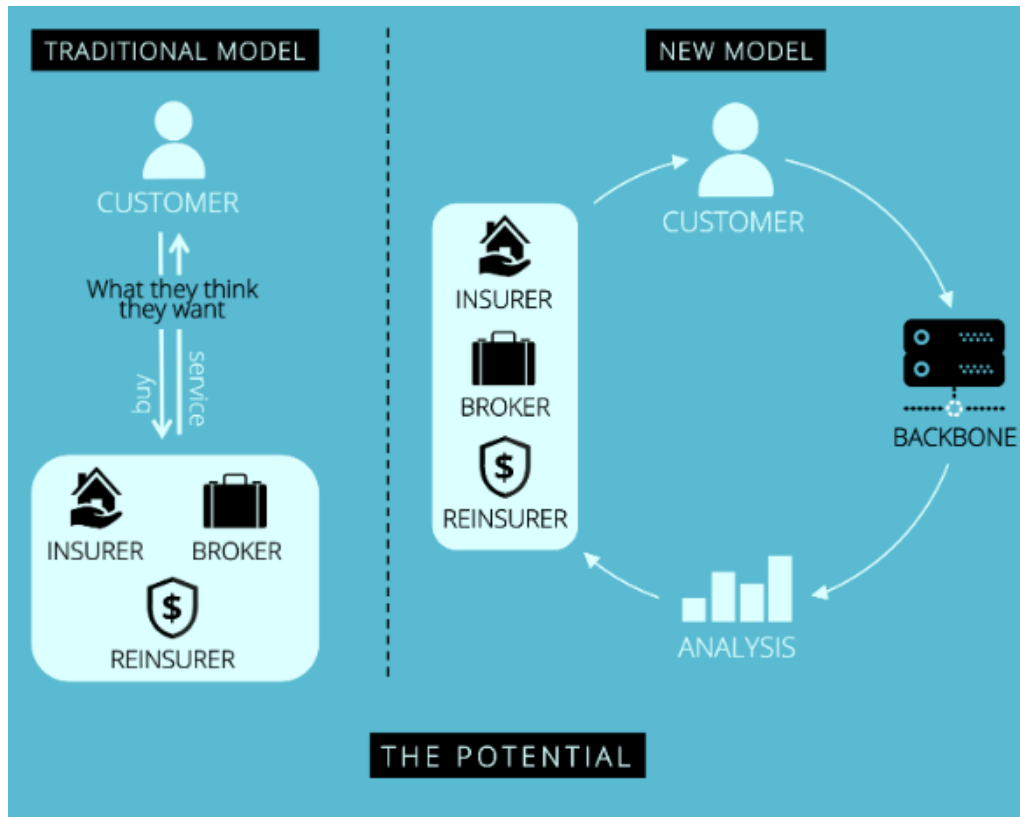 TRADITIONAL MODEL
CUSTOMER
What they think
they want
buy
service
INSURER
BROKER
$
REINSURER
NEW MODEL
CUSTOMER
INSURER
BROKER
$
REINSURER
BACKBONE
ANALYSIS
THE POTENTIAL